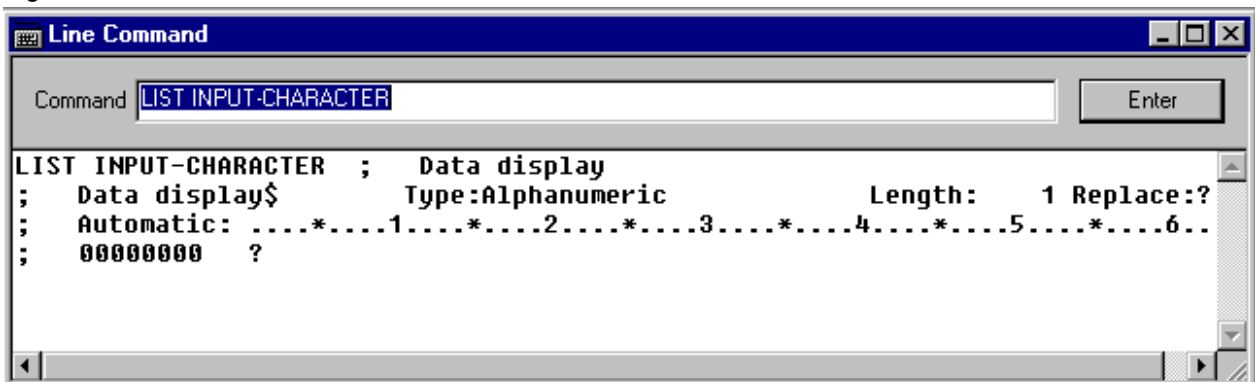 Line Command
Command LIST INPUT-CHARACTER Enter
LIST INPUT-CHARACTER  ;   Data display
;   Data display$        Type:Alphanumeric             Length:    1 Replace:?
;   Automatic: ....*....1....*....2....*....3....*....4....*....5....*....6..
;   00000000   ?